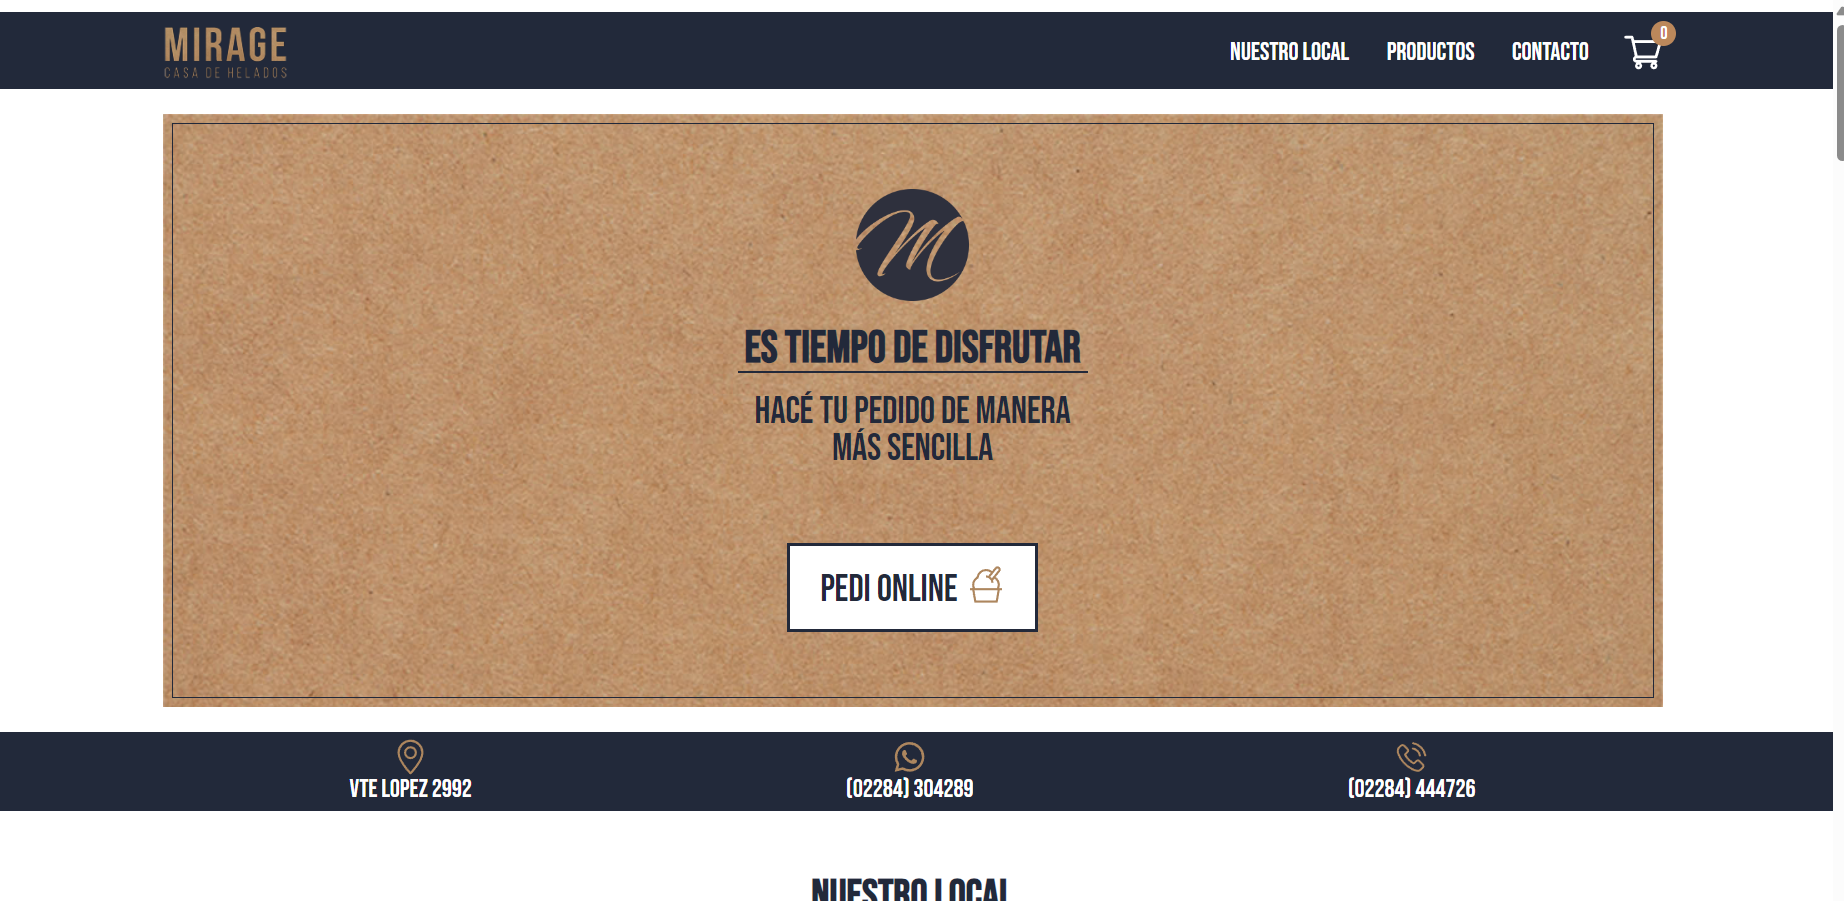 MIRAGE
CASA DE HELADOS
NUESTRO LOCAL
PRODUCTOS
CONTACTO
0
M
ES TIEMPO DE DISFRUTAR
HACÉ TU PEDIDO DE MANERA
MÁS SENCILLA
PEDI ONLINE
VTE LOPEZ 2992
(02284) 304289
(02284) 444726
NUESTRO LOCAL